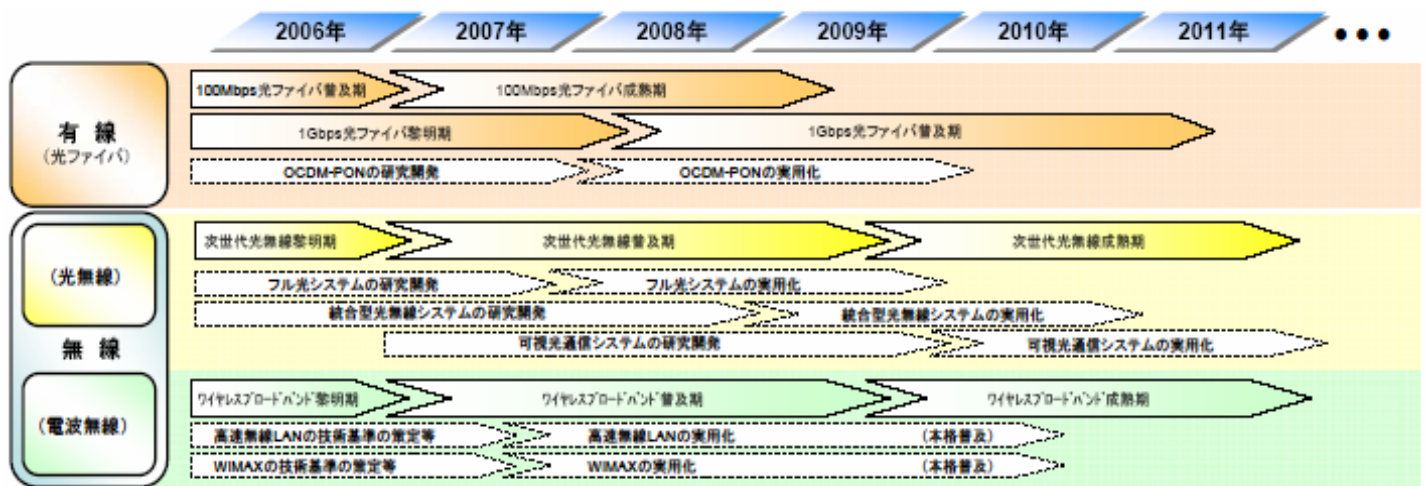 2006年 2007年 2008年 2009年 2010年 2011年 ●●●
有線
(光ファイバ)
100Mbps光ファイバ普及期 100Mbps光ファイバ成熟期
1Gbps光ファイバ黎明期 1Gbps光ファイバ普及期
OCDM-PONの研究開発 OCDM-PONの実用化
(光無線)
次世代光無線黎明期 次世代光無線普及期 次世代光無線成熟期
フル光システムの研究開発 フル光システムの実用化
統合型光無線システムの研究開発 統合型光無線システムの実用化
可視光通信システムの研究開発 可視光通信システムの実用化
無線
(電波無線)
ワイヤレスブロードバンド黎明期 ワイヤレスブロードバンド普及期 ワイヤレスブロードバンド成熟期
高速無線LANの技術基準の策定等 高速無線LANの実用化 (本格普及)
WIMAXの技術基準の策定等 WIMAXの実用化 (本格普及)